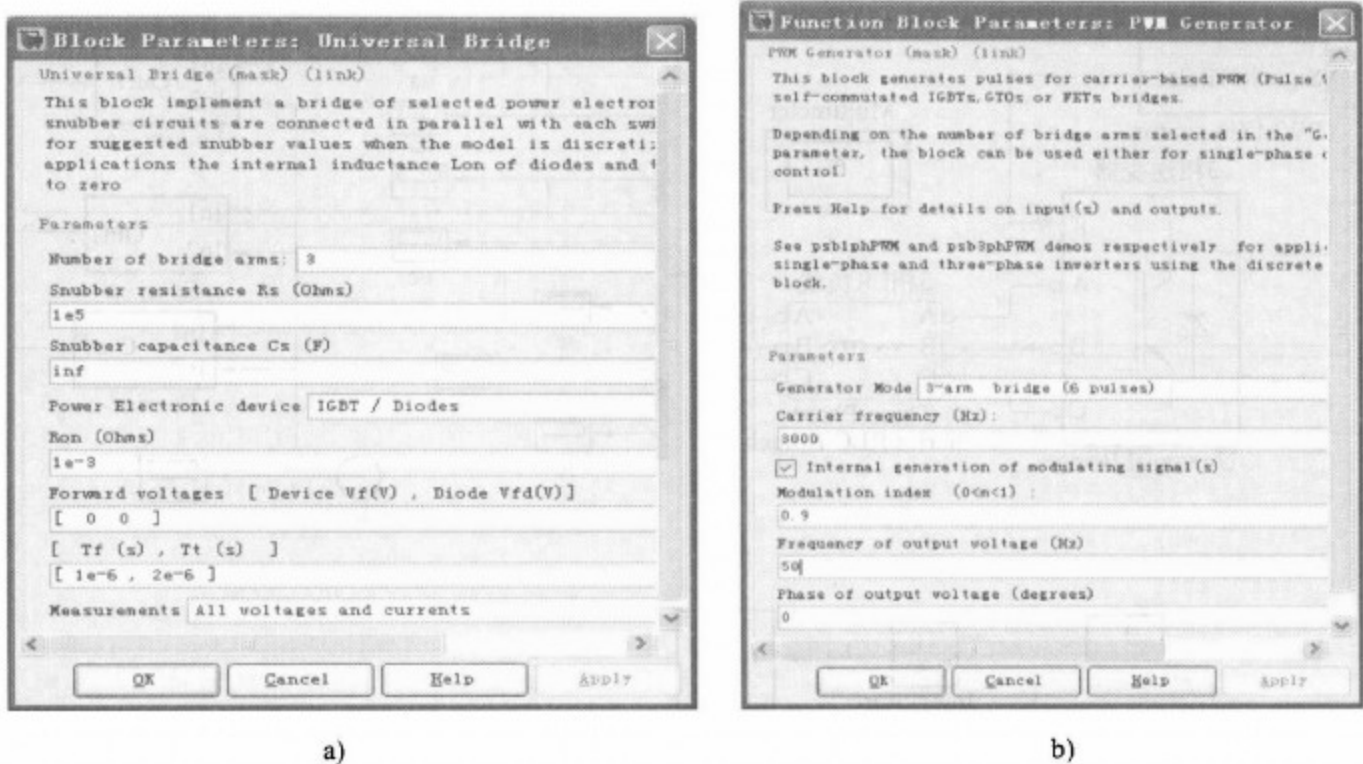 Block Parameters: Universal Bridge
Universal Bridge (mask) (link)
This block implement a bridge of selected power electron
snubber circuits are connected in parallel with each swi
for suggested snubber values when the model is discreti
applications the internal inductance Lon of diodes and
to zero
Parameters
Number of bridge arms: 3
Snubber resistance Rs (Ohms)
1e5
Snubber capacitance Cs (F)
inf
Power Electronic device IGBT / Diodes
Ron (Ohms)
1e-3
Forward voltages [ Device Vf(V) , Diode Vfd(V)]
[ 0 0 ]
[ Tf (s) , Tt (s) ]
[ 1e-6 , 2e-6 ]
Measurements All voltages and currents
OK Cancel Help Apply
a)
Function Block Parameters: PWM Generator
PWM Generator (mask) (link)
This block generates pulses for carrier-based PWM (Pulse
self-commutated IGBTs,GTOs or FETs bridges.
Depending on the number of bridge arms selected in the "G
parameter, the block can be used either for single-phase
control
Press Help for details on input(s) and outputs.
See psb1phPWM and psb3phPWM demos respectively for appli
single-phase and three-phase inverters using the discrete
block.
Parameters
Generator Mode 3-arm bridge (6 pulses)
Carrier frequency (Hz):
3000
Internal generation of modulating signal(s)
Modulation index (0<m<1) :
0.9
Frequency of output voltage (Hz)
50
Phase of output voltage (degrees)
0
OK Cancel Help Apply
b)